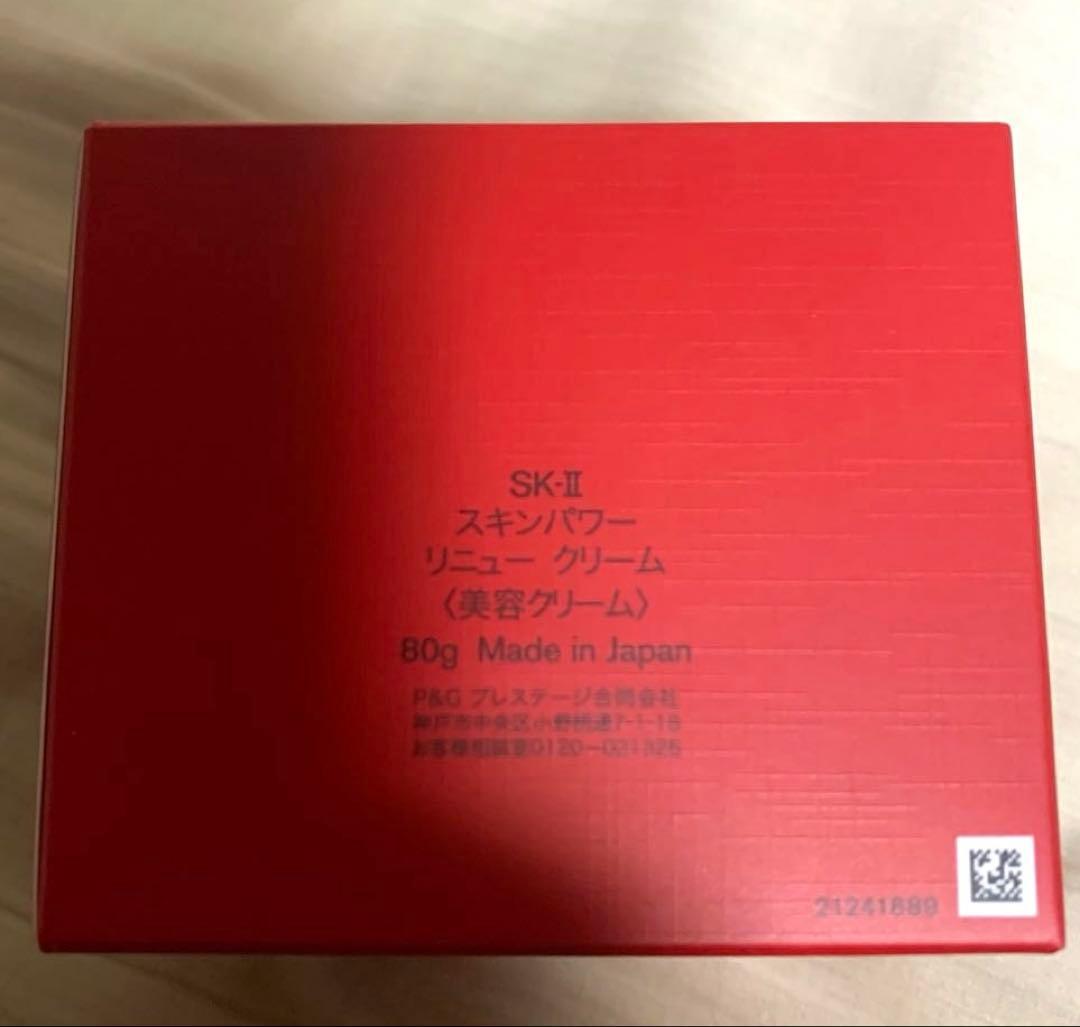 SK-Ⅱ
スキンパワー
リニュー クリーム
〈美容クリーム〉
80g Made in Japan
P&G プレステージ合同会社
神戸市中央区小野柄通7-1-18
お客様相談室0120-021325
21241689